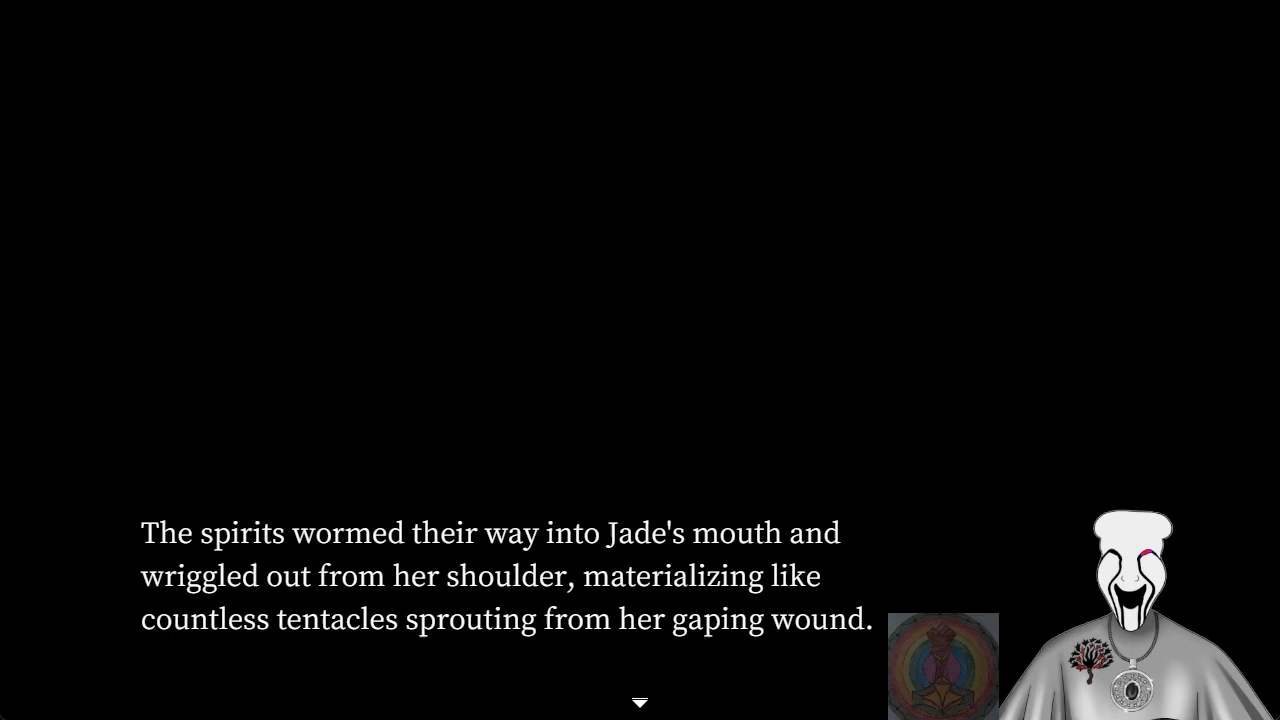 The spirits wormed their way into Jade's mouth and
wriggled out from her shoulder, materializing like
countless tentacles sprouting from her gaping wound.